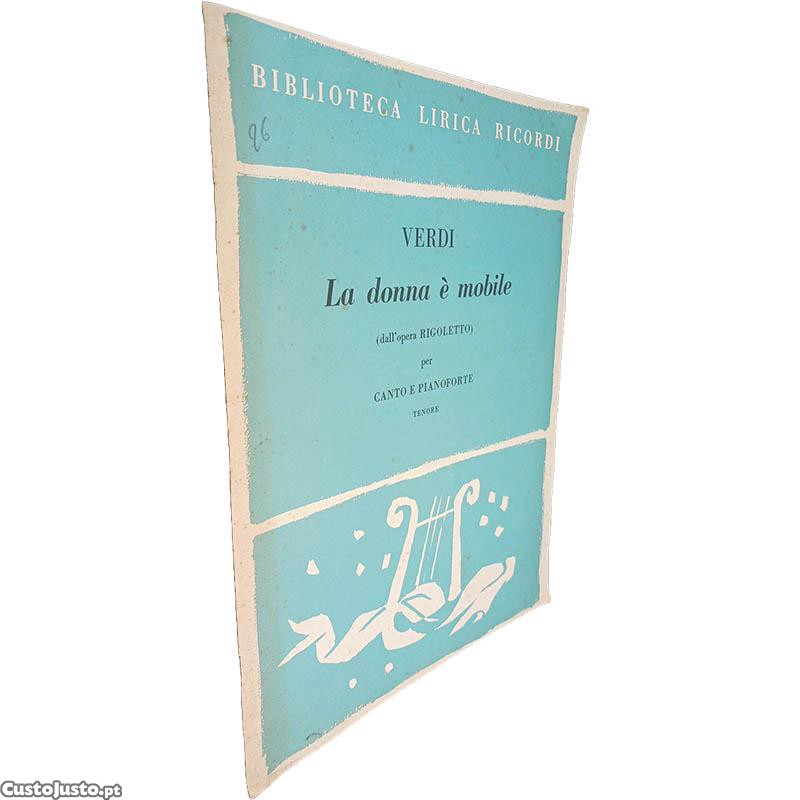 BIBLIOTECA LIRICA RICORDI
96
VERDI
La donna è mobile
(dall'opera RIGOLETTO)
per
CANTO E PIANOFORTE
TENORE
CustoJusto.pt